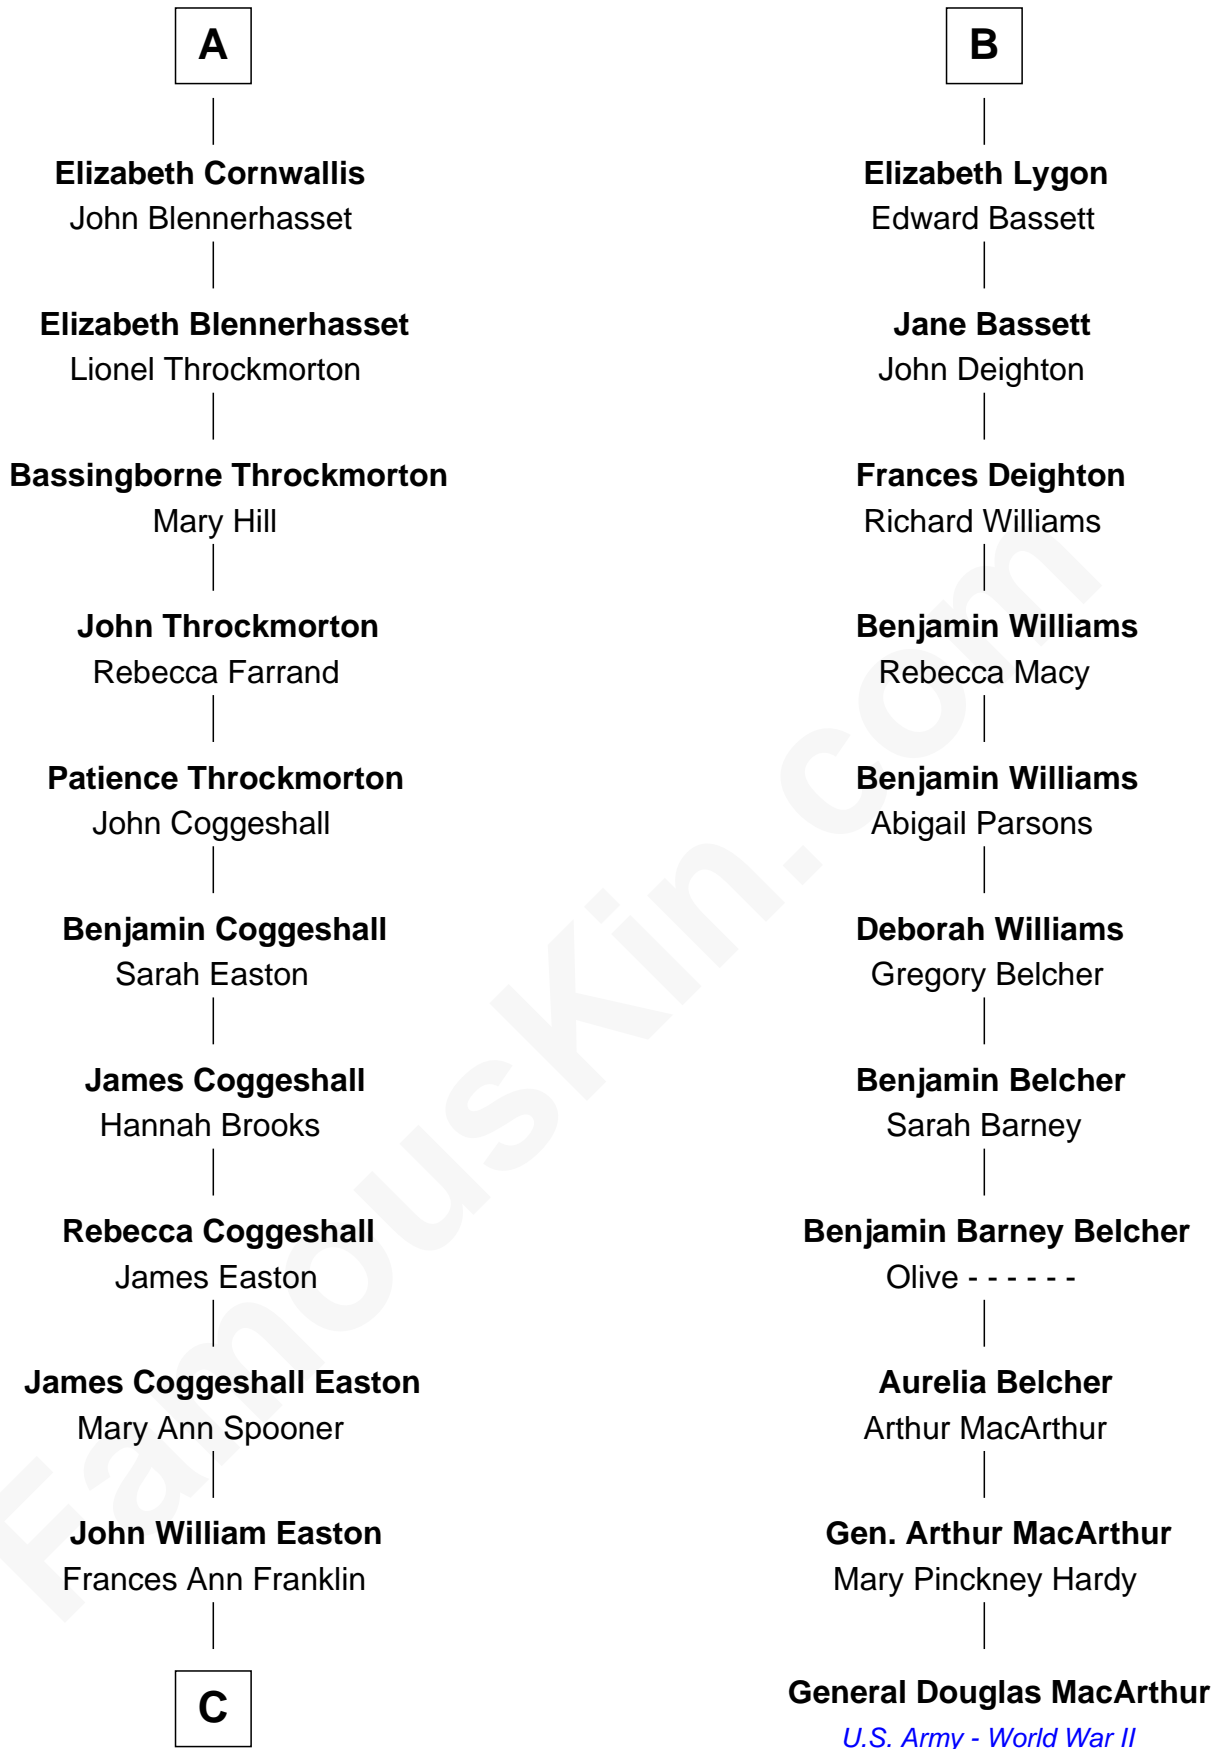 A
Elizabeth Cornwallis
John Blennerhasset
Elizabeth Blennerhasset
Lionel Throckmorton
Bassingborne Throckmorton
Mary Hill
John Throckmorton
Rebecca Farrand
Patience Throckmorton
John Coggeshall
Benjamin Coggeshall
Sarah Easton
James Coggeshall
Hannah Brooks
Rebecca Coggeshall
James Easton
James Coggeshall Easton
Mary Ann Spooner
John William Easton
Frances Ann Franklin
C
B
Elizabeth Lygon
Edward Bassett
Jane Bassett
John Deighton
Frances Deighton
Richard Williams
Benjamin Williams
Rebecca Macy
Benjamin Williams
Abigail Parsons
Deborah Williams
Gregory Belcher
Benjamin Belcher
Sarah Barney
Benjamin Barney Belcher
Olive - - - - - -
Aurelia Belcher
Arthur MacArthur
Gen. Arthur MacArthur
Mary Pinckney Hardy
General Douglas MacArthur
U.S. Army - World War II
FamousKin.com